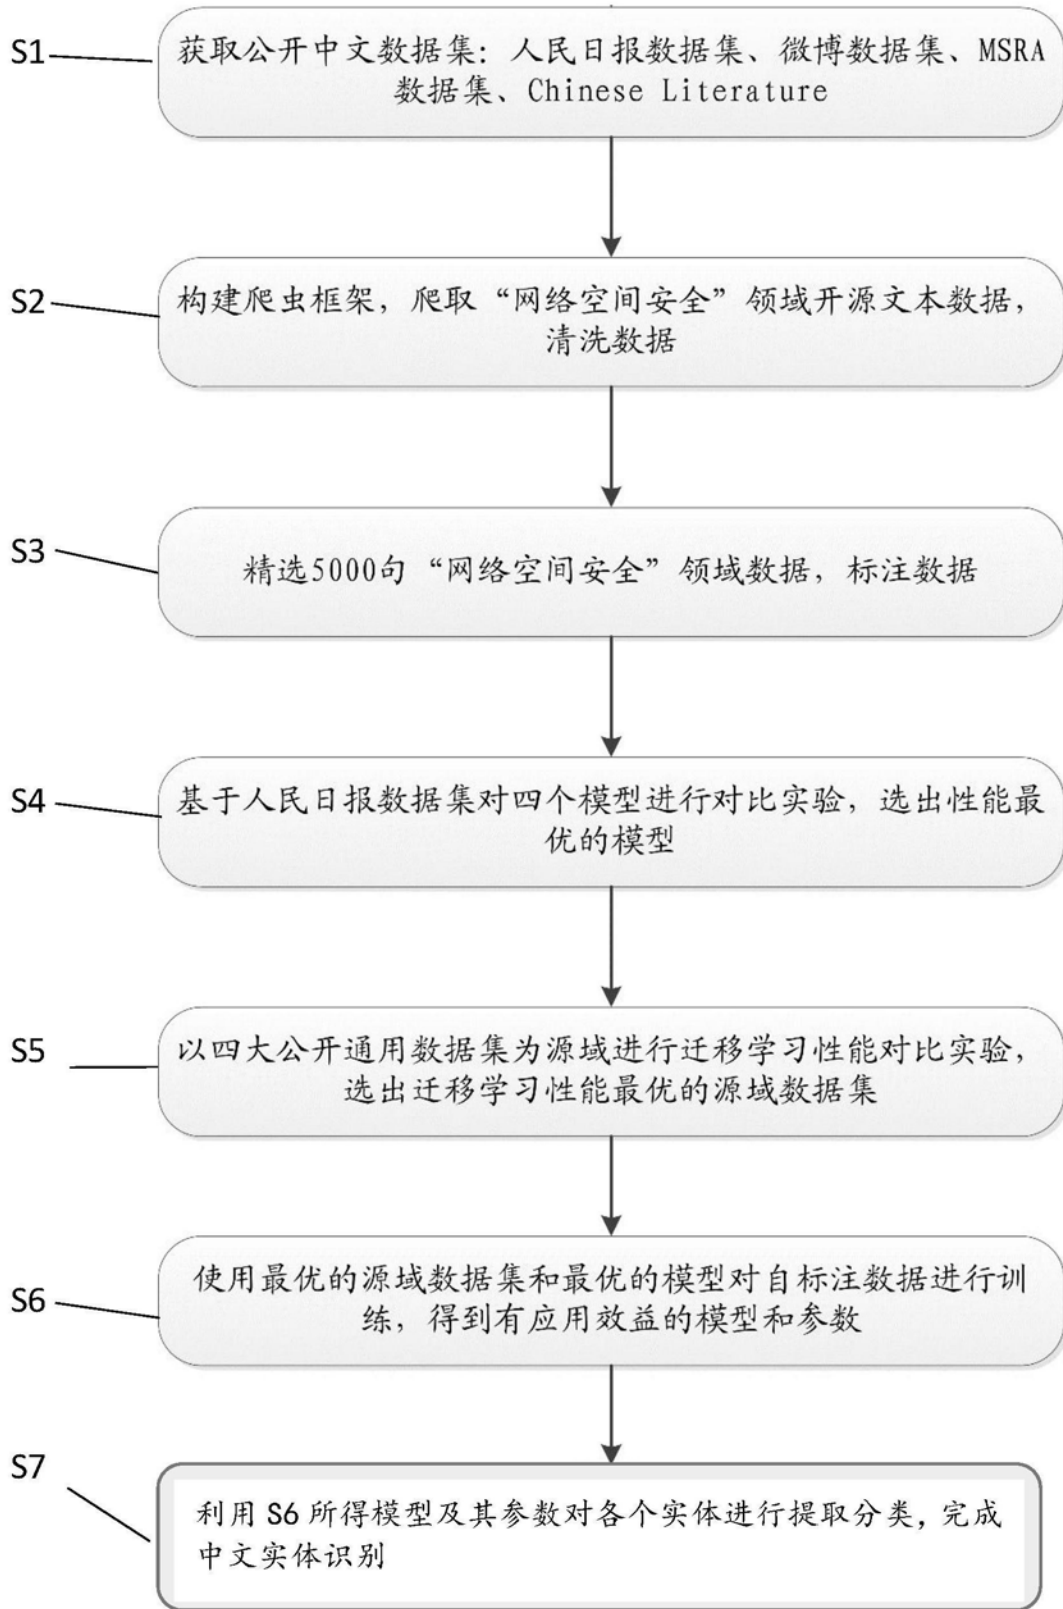 S1
获取公开中文数据集：人民日报数据集、微博数据集、MSRA
数据集、Chinese Literature
S2
构建爬虫框架，爬取“网络空间安全”领域开源文本数据，
清洗数据
S3
精选5000句“网络空间安全”领域数据，标注数据
S4
基于人民日报数据集对四个模型进行对比实验，选出性能最
优的模型
S5
以四大公开通用数据集为源域进行迁移学习性能对比实验，
选出迁移学习性能最优的源域数据集
S6
使用最优的源域数据集和最优的模型对自标注数据进行训
练，得到有应用效益的模型和参数
S7
利用 S6 所得模型及其参数对各个实体进行提取分类，完成
中文实体识别